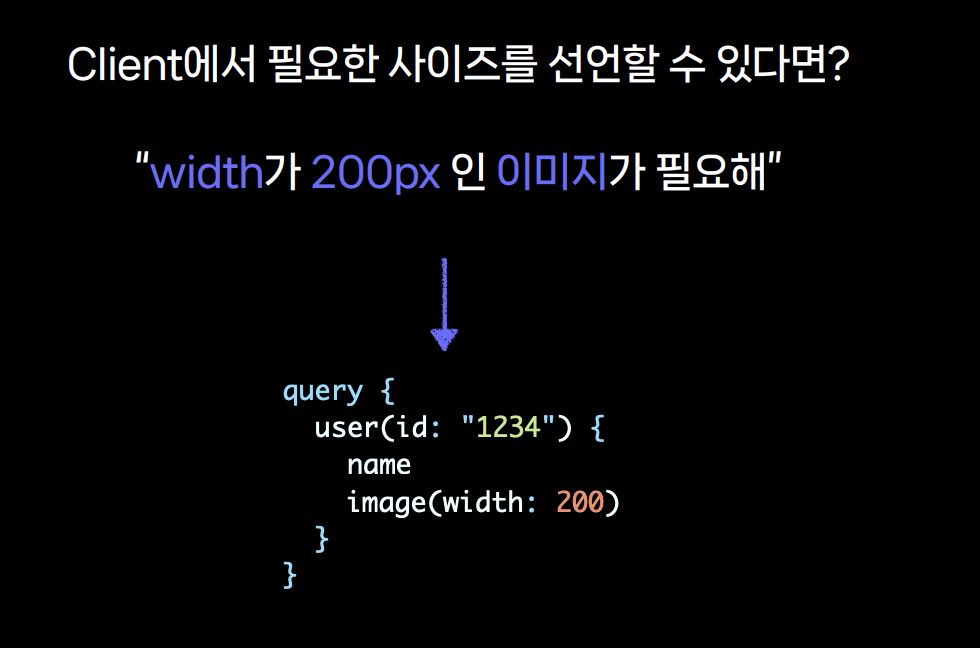 Client에서 필요한 사이즈를 선언할 수 있다면?
“width가 200px 인 이미지가 필요해”
query {
  user(id: "1234") {
    name
    image(width: 200)
  }
}